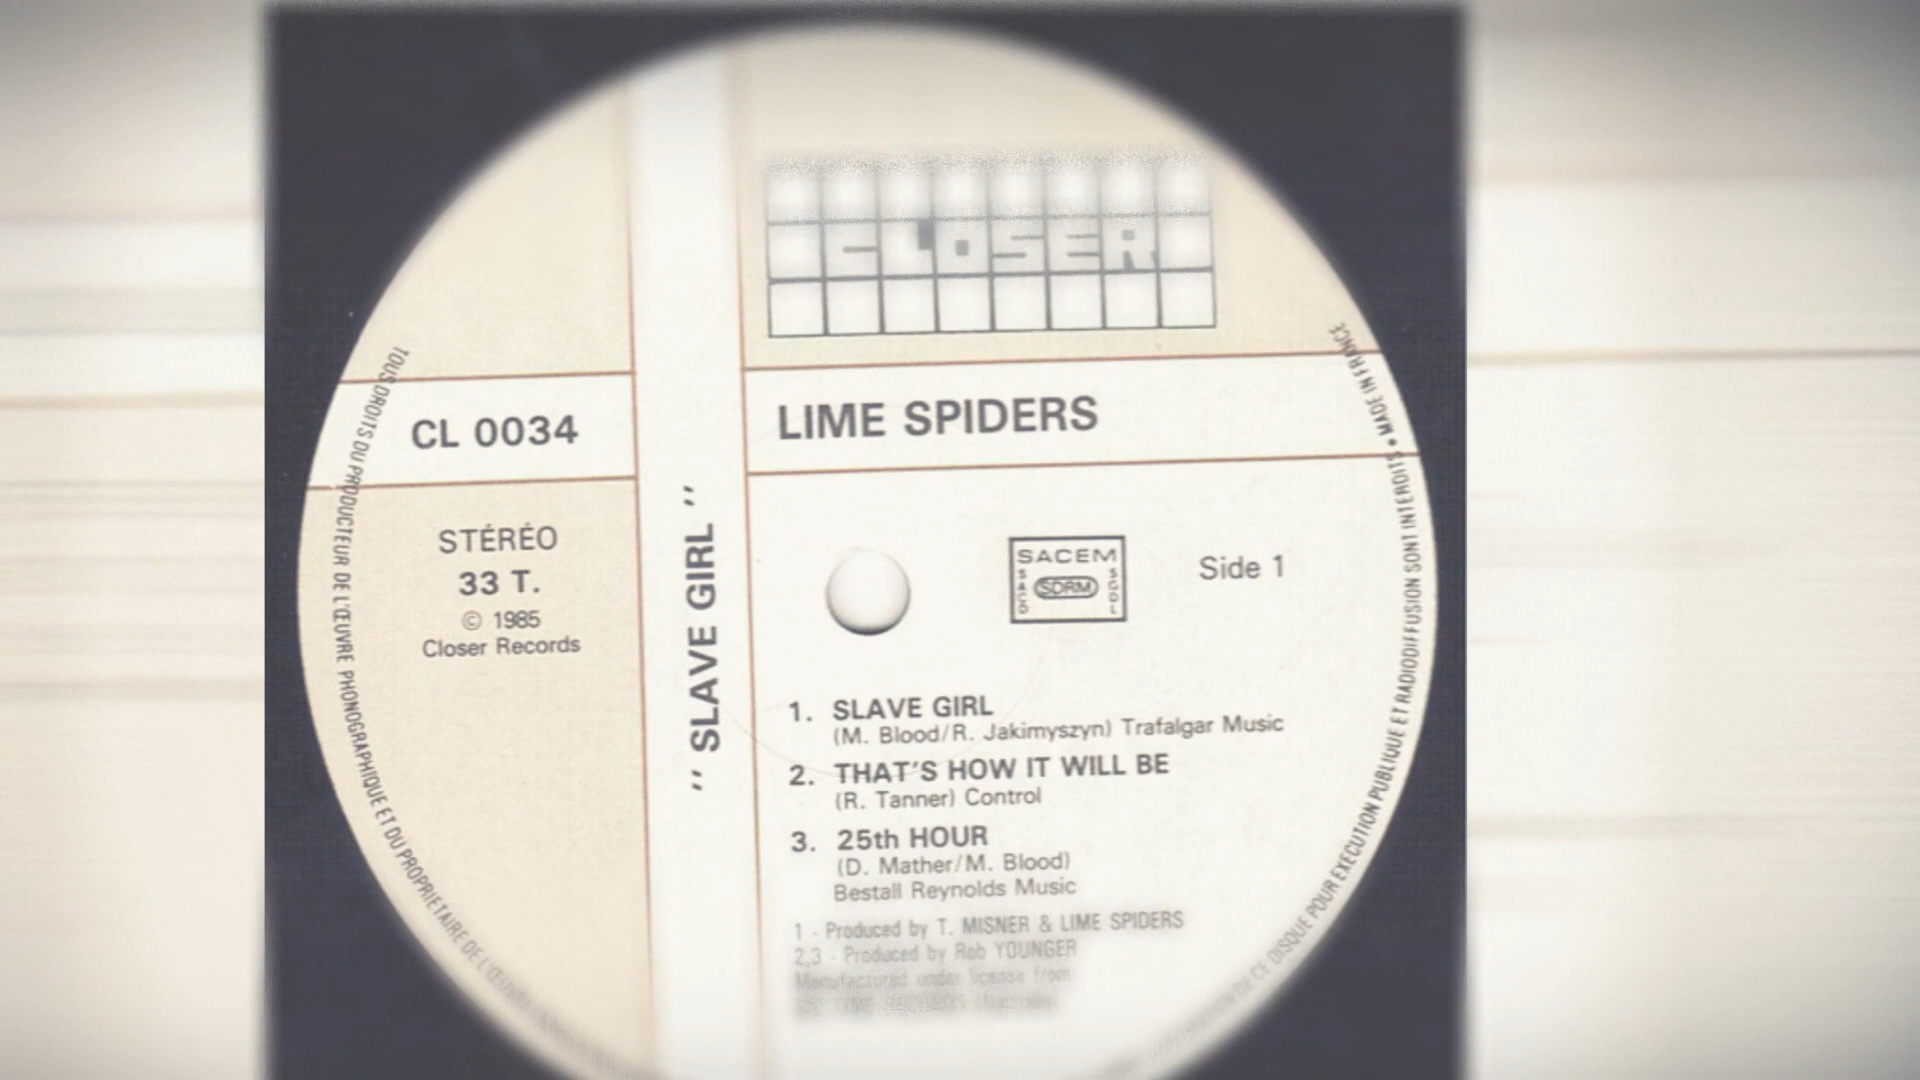 CLOSER
CL 0034
LIME SPIDERS
STÉRÉO
33 T.
© 1985
Closer Records
" SLAVE GIRL "
SACEM
SACD
SDRM
SGDL
Side 1
1. SLAVE GIRL
(M. Blood/R. Jakimyszyn) Trafalgar Music
2. THAT'S HOW IT WILL BE
(R. Tanner) Control
3. 25th HOUR
(D. Mather/M. Blood)
Bestall Reynolds Music
1 - Produced by T. MISNER & LIME SPIDERS
2,3 - Produced by Rob YOUNGER
Manufactured under license from
TOUS DROITS DU PRODUCTEUR DE L'ŒUVRE PHONOGRAPHIQUE ET DU PROPRIETAIRE DE L'ŒUVRE
DE CE DISQUE POUR EXECUTION PUBLIQUE ET RADIODIFFUSION SONT INTERDITS • MADE IN FRANCE